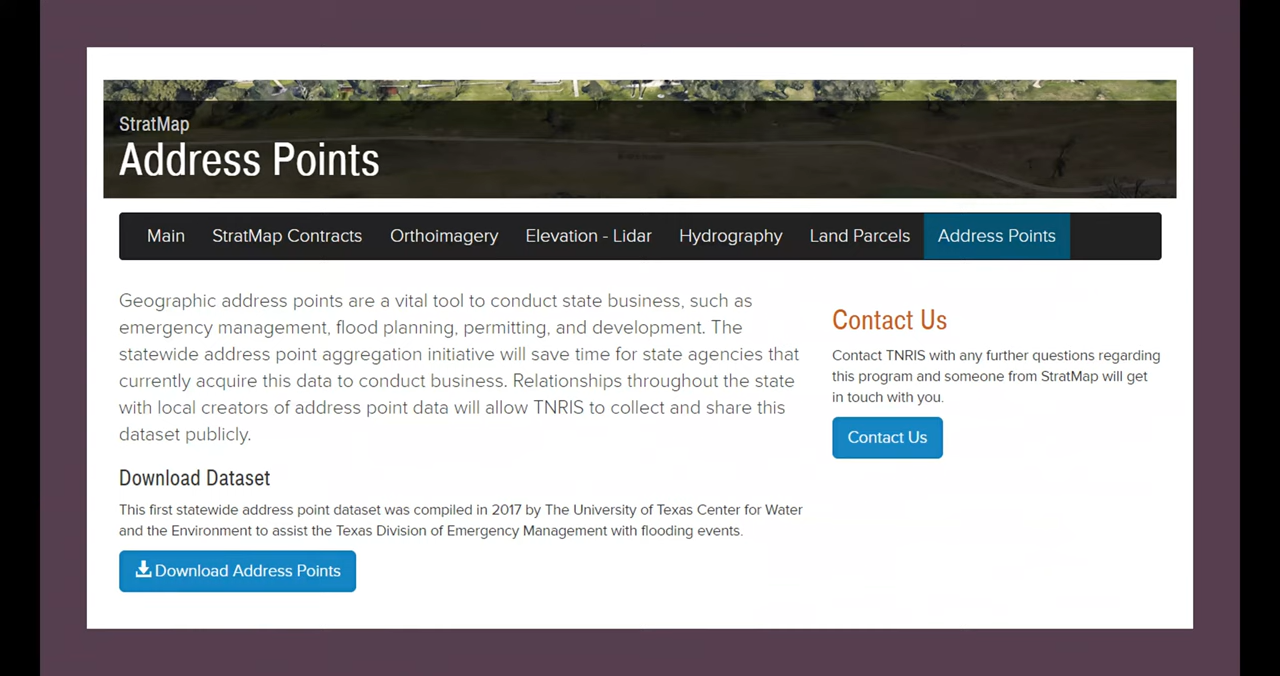 StratMap
Address Points
Main StratMap Contracts Orthoimagery Elevation - Lidar Hydrography Land Parcels Address Points
Geographic address points are a vital tool to conduct state business, such as
emergency management, flood planning, permitting, and development. The
statewide address point aggregation initiative will save time for state agencies that
currently acquire this data to conduct business. Relationships throughout the state
with local creators of address point data will allow TNRIS to collect and share this
dataset publicly.
Download Dataset
This first statewide address point dataset was compiled in 2017 by The University of Texas Center for Water
and the Environment to assist the Texas Division of Emergency Management with flooding events.
Download Address Points
Contact Us
Contact TNRIS with any further questions regarding
this program and someone from StratMap will get
in touch with you.
Contact Us